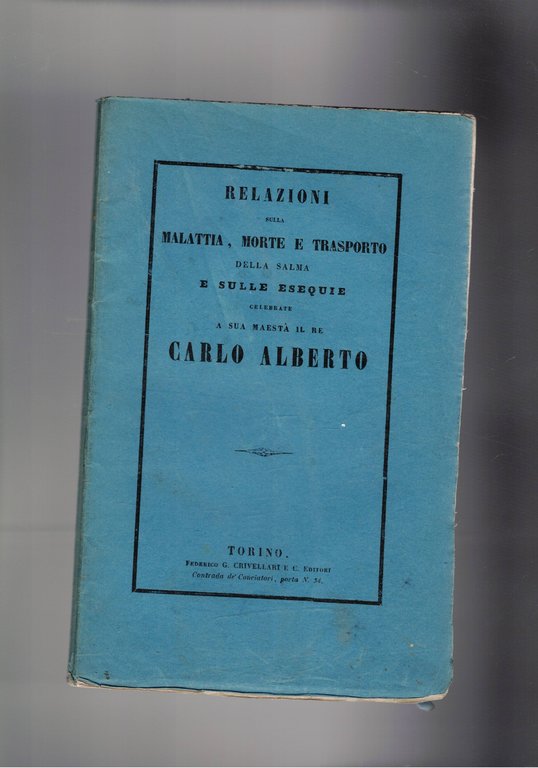 RELAZIONI
SULLA
MALATTIA, MORTE E TRASPORTO
DELLA SALMA
E SULLE ESEQUIE
CELEBRATE
A SUA MAESTÀ IL RE
CARLO ALBERTO
TORINO.
FEDERICO G. CRIVELLARI E C. EDITORI
Contrada de' Conciatori, porta N. 34.